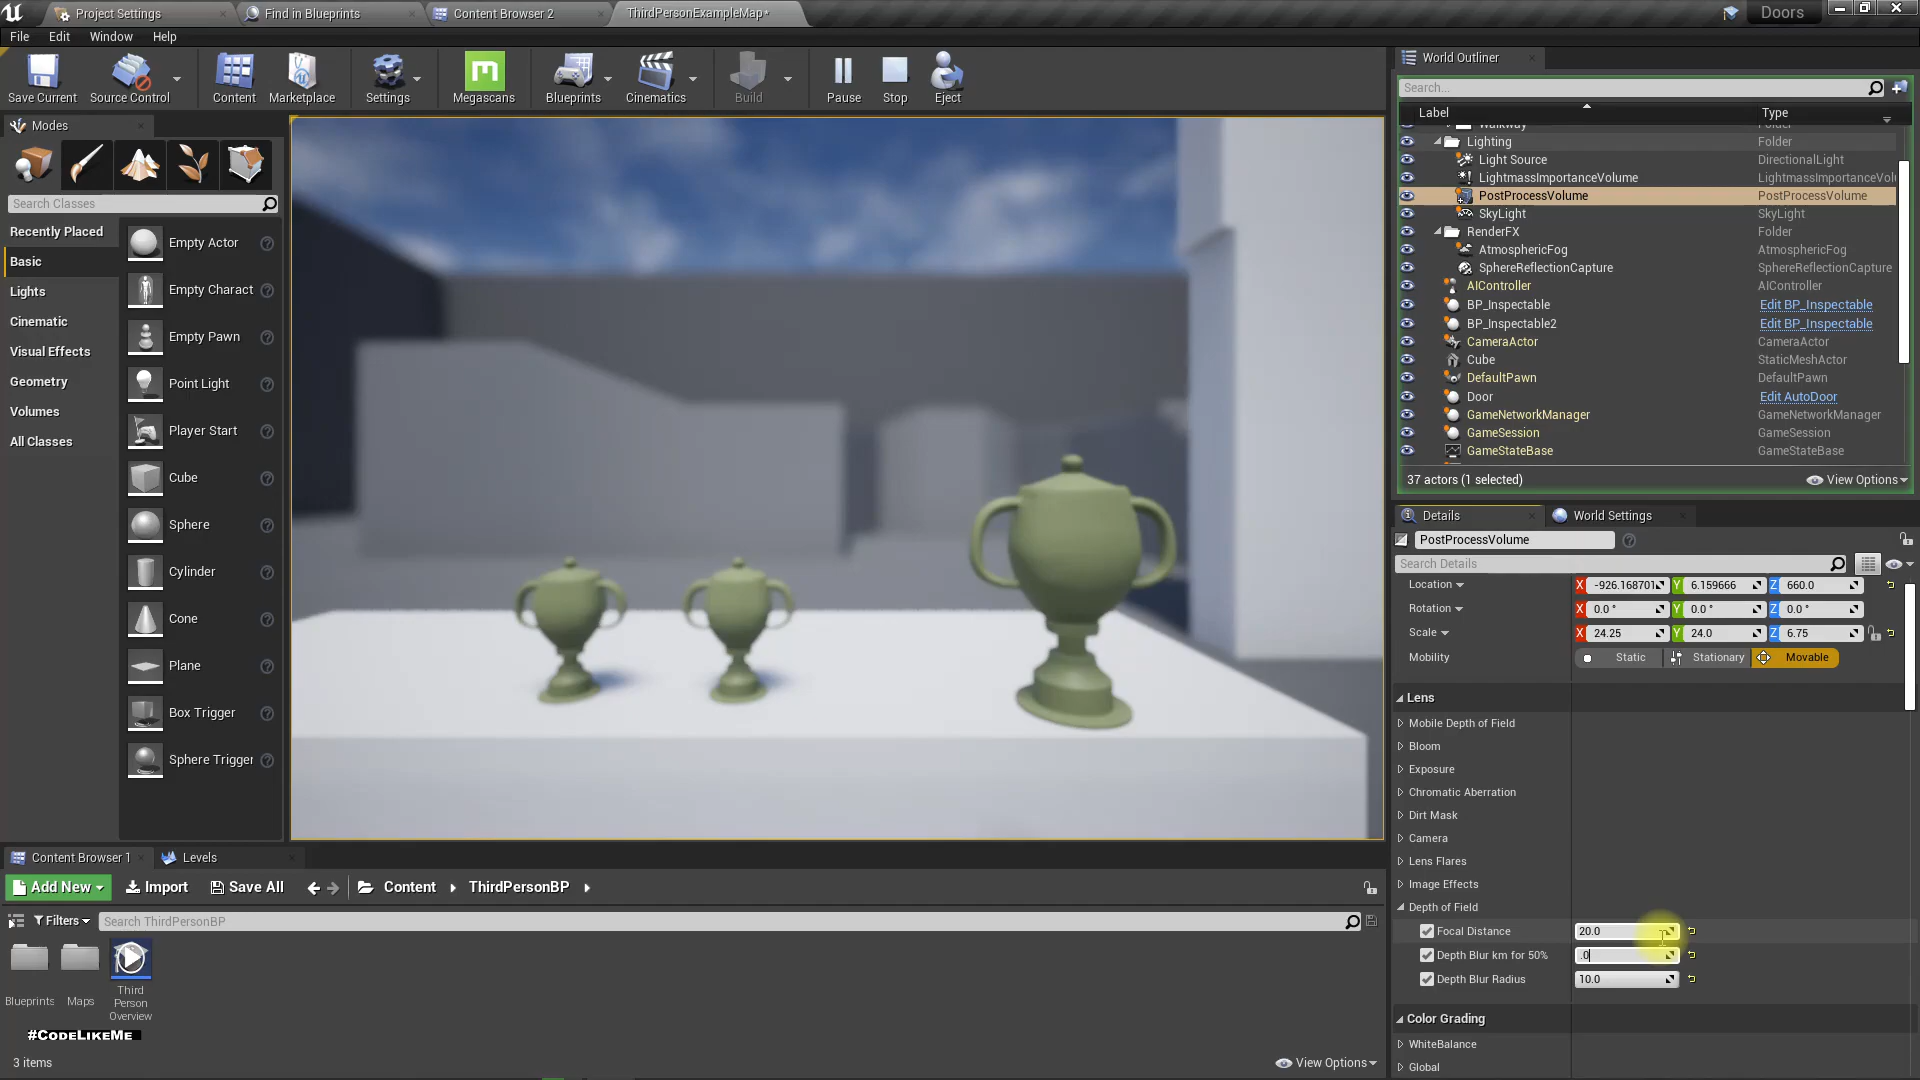 Project Settings
Find in Blueprints
Content Browser 2
ThirdPersonExampleMap*
Doors
File Edit Window Help
Save Current
Source Control
Content
Marketplace
Settings
Megascans
Blueprints
Cinematics
Build
Pause
Stop
Eject
Modes
Search Classes
Recently Placed
Basic
Lights
Cinematic
Visual Effects
Geometry
Volumes
All Classes
Empty Actor
Empty Charact
Empty Pawn
Point Light
Player Start
Cube
Sphere
Cylinder
Cone
Plane
Box Trigger
Sphere Trigger
World Outliner
Search...
Label Type
Walkway Folder
Lighting Folder
Light Source DirectionalLight
LightmassImportanceVolume LightmassImportanceVolu
PostProcessVolume PostProcessVolume
SkyLight SkyLight
RenderFX Folder
AtmosphericFog AtmosphericFog
SphereReflectionCapture SphereReflectionCapture
AIController AIController
BP_Inspectable Edit BP_Inspectable
BP_Inspectable2 Edit BP_Inspectable
CameraActor CameraActor
Cube StaticMeshActor
DefaultPawn DefaultPawn
Door Edit AutoDoor
GameNetworkManager GameNetworkManager
GameSession GameSession
GameStateBase GameStateBase
37 actors (1 selected) View Options
Details
World Settings
PostProcessVolume
Search Details
Location X -926.168701 Y 6.159666 Z 660.0
Rotation X 0.0 ° Y 0.0 ° Z 0.0 °
Scale X 24.25 Y 24.0 Z 6.75
Mobility Static Stationary Movable
Lens
Mobile Depth of Field
Bloom
Exposure
Chromatic Aberration
Dirt Mask
Camera
Lens Flares
Image Effects
Depth of Field
Focal Distance 20.0
Depth Blur km for 50% .0
Depth Blur Radius 10.0
Color Grading
WhiteBalance
Global
Content Browser 1
Levels
Add New Import Save All Content ThirdPersonBP
Filters Search ThirdPersonBP
Blueprints
Maps
Third
Person
Overview
#CodeLikeMe
3 items View Options